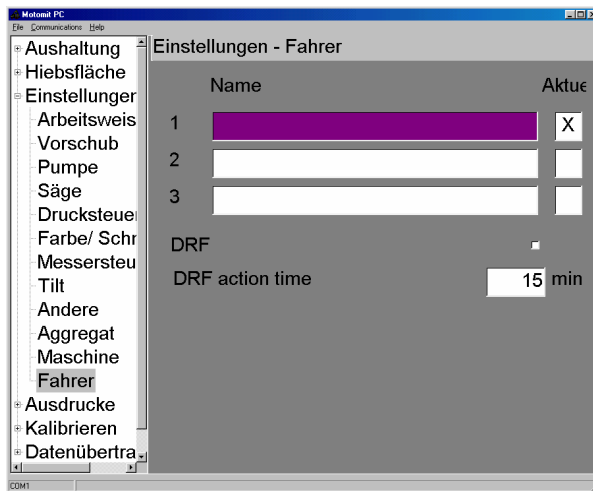 Motomit PC
File Communications Help
Aushaltung
Hiebsfläche
Einstellunger
Arbeitsweis
Vorschub
Pumpe
Säge
Drucksteuer
Farbe/ Schr
Messersteu
Tilt
Andere
Aggregat
Maschine
Fahrer
Ausdrucke
Kalibrieren
Datenübertra
Einstellungen - Fahrer
Name Aktue
1 X
2
3
DRF
DRF action time 15 min
COM1